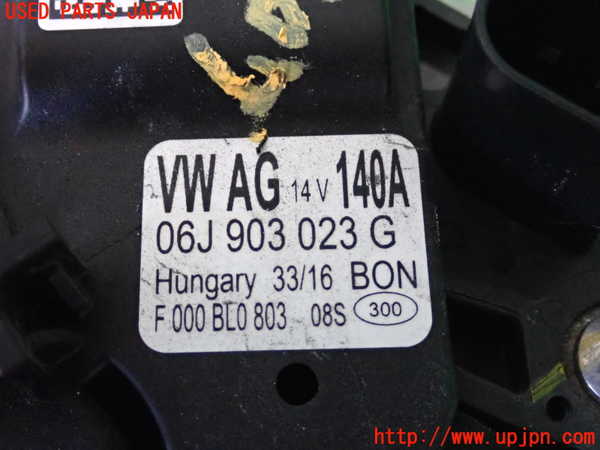 USED PARTS JAPAN
VW AG 14 V 140A
06J 903 023 G
Hungary 33/16 BON
F 000 BL0 803 08S 300
http://www.upjpn.com/